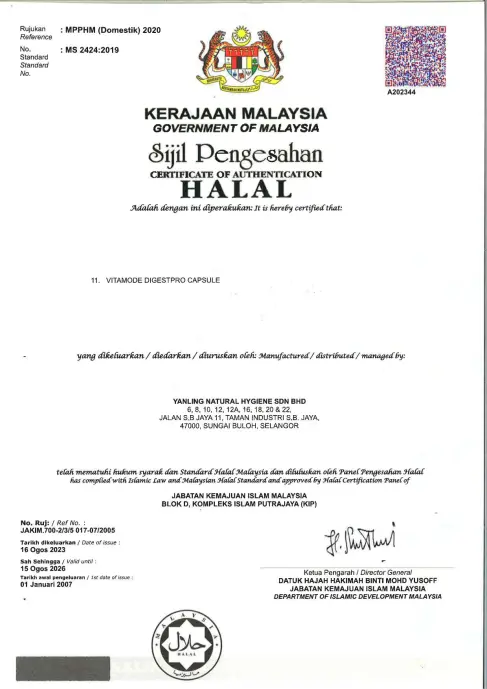 Rujukan : MPPHM (Domestik) 2020
Reference
No. : MS 2424:2019
Standard
Standard
No.
A202344
KERAJAAN MALAYSIA
GOVERNMENT OF MALAYSIA
Sijil Pengesahan
CERTIFICATE OF AUTHENTICATION
HALAL
Adalah dengan ini diperakukan: It is hereby certified that:
11. VITAMODE DIGESTPRO CAPSULE
yang dikeluarkan / diedarkan / diuruskan oleh: Manufactured / distributed / managed by:
YANLING NATURAL HYGIENE SDN BHD
6, 8, 10, 12, 12A, 16, 18, 20 & 22,
JALAN S.B JAYA 11, TAMAN INDUSTRI S.B. JAYA,
47000, SUNGAI BULOH, SELANGOR
telah mematuhi hukum syarak dan Standard Halal Malaysia dan diluluskan oleh Panel Pengesahan Halal
has complied with Islamic Law and Malaysian Halal Standard and approved by Halal Certification Panel of
JABATAN KEMAJUAN ISLAM MALAYSIA
BLOK D, KOMPLEKS ISLAM PUTRAJAYA (KIP)
No. Ruj: / Ref No. :
JAKIM.700-2/3/5 017-07/2005
Tarikh dikeluarkan / Date of issue :
16 Ogos 2023
Sah Sehingga / Valid until :
15 Ogos 2026
Tarikh awal pengeluaran / 1st date of issue :
01 Januari 2007
Ketua Pengarah / Director General
DATUK HAJAH HAKIMAH BINTI MOHD YUSOFF
JABATAN KEMAJUAN ISLAM MALAYSIA
DEPARTMENT OF ISLAMIC DEVELOPMENT MALAYSIA
MALAYSIA
حلال
HALAL